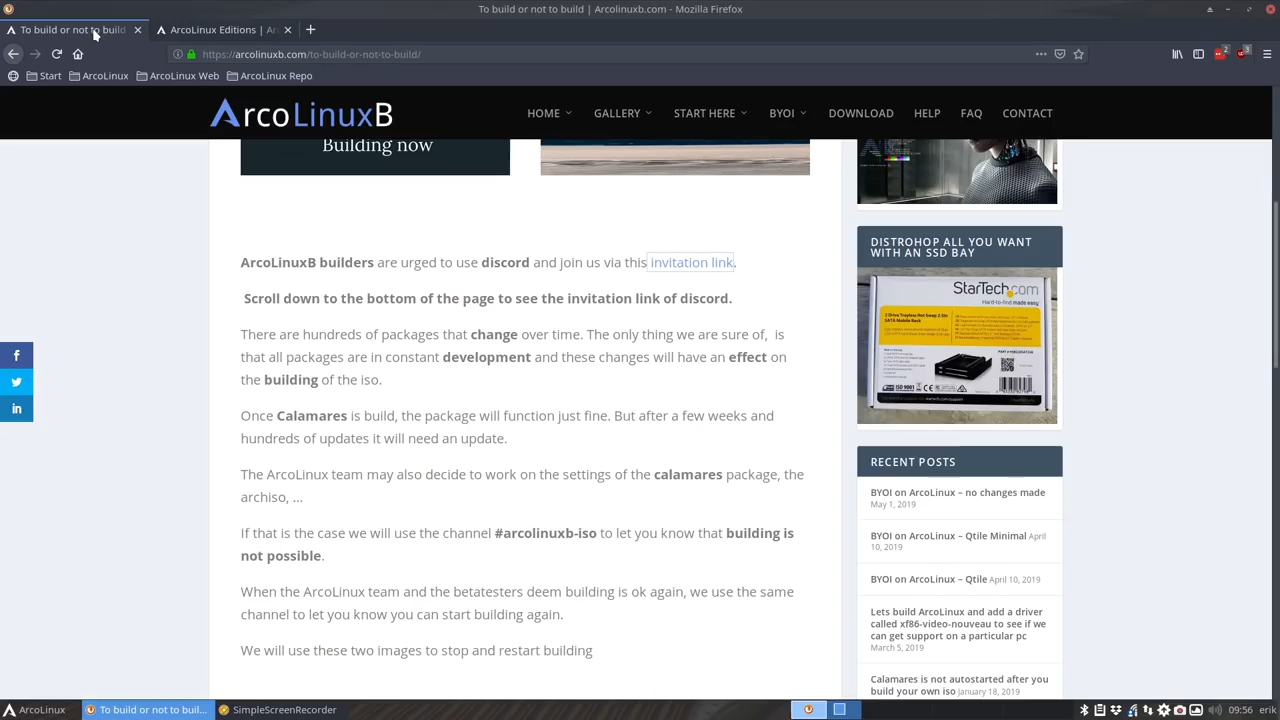 To build or not to build | Arcolinuxb.com - Mozilla Firefox
To build or not to build
ArcoLinux Editions | Ar
https://arcolinuxb.com/to-build-or-not-to-build/
2
3
Start
ArcoLinux
ArcoLinux Web
ArcoLinux Repo
ArcoLinuxB
HOME
GALLERY
START HERE
BYOI
DOWNLOAD
HELP
FAQ
CONTACT
Building now
DISTROHOP ALL YOU WANT
WITH AN SSD BAY
StarTech.com
Hard-to-find made easy
ArcoLinuxB builders are urged to use discord and join us via this invitation link.
Scroll down to the bottom of the page to see the invitation link of discord.
There are hundreds of packages that change over time. The only thing we are sure of, is
that all packages are in constant development and these changes will have an effect on
the building of the iso.
Once Calamares is build, the package will function just fine. But after a few weeks and
hundreds of updates it will need an update.
The ArcoLinux team may also decide to work on the settings of the calamares package, the
archiso, ...
If that is the case we will use the channel #arcolinuxb-iso to let you know that building is
not possible.
When the ArcoLinux team and the betatesters deem building is ok again, we use the same
channel to let you know you can start building again.
We will use these two images to stop and restart building
RECENT POSTS
BYOI on ArcoLinux – no changes made
May 1, 2019
BYOI on ArcoLinux – Qtile Minimal April
10, 2019
BYOI on ArcoLinux – Qtile April 10, 2019
Lets build ArcoLinux and add a driver
called xf86-video-nouveau to see if we
can get support on a particular pc
March 5, 2019
Calamares is not autostarted after you
build your own iso January 18, 2019
ArcoLinux
To build or not to buil...
SimpleScreenRecorder
09:56 erik